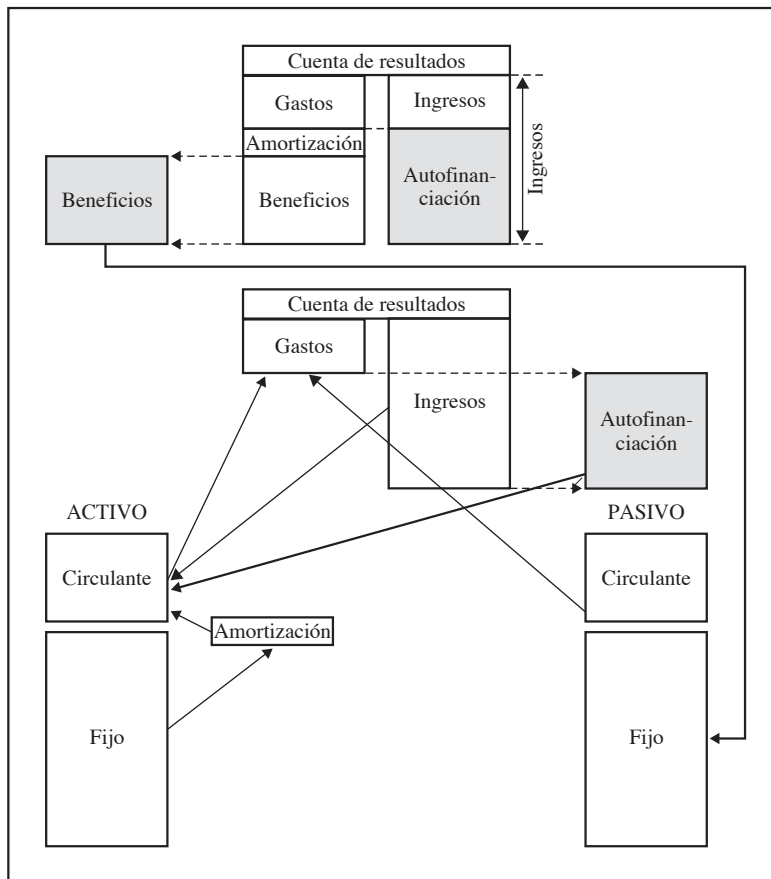 Cuenta de resultados
Gastos
Ingresos
Amortización
Beneficios
Beneficios
Autofinan-
ciación
Ingresos
Cuenta de resultados
Gastos
Ingresos
Autofinan-
ciación
ACTIVO
PASIVO
Circulante
Circulante
Amortización
Fijo
Fijo